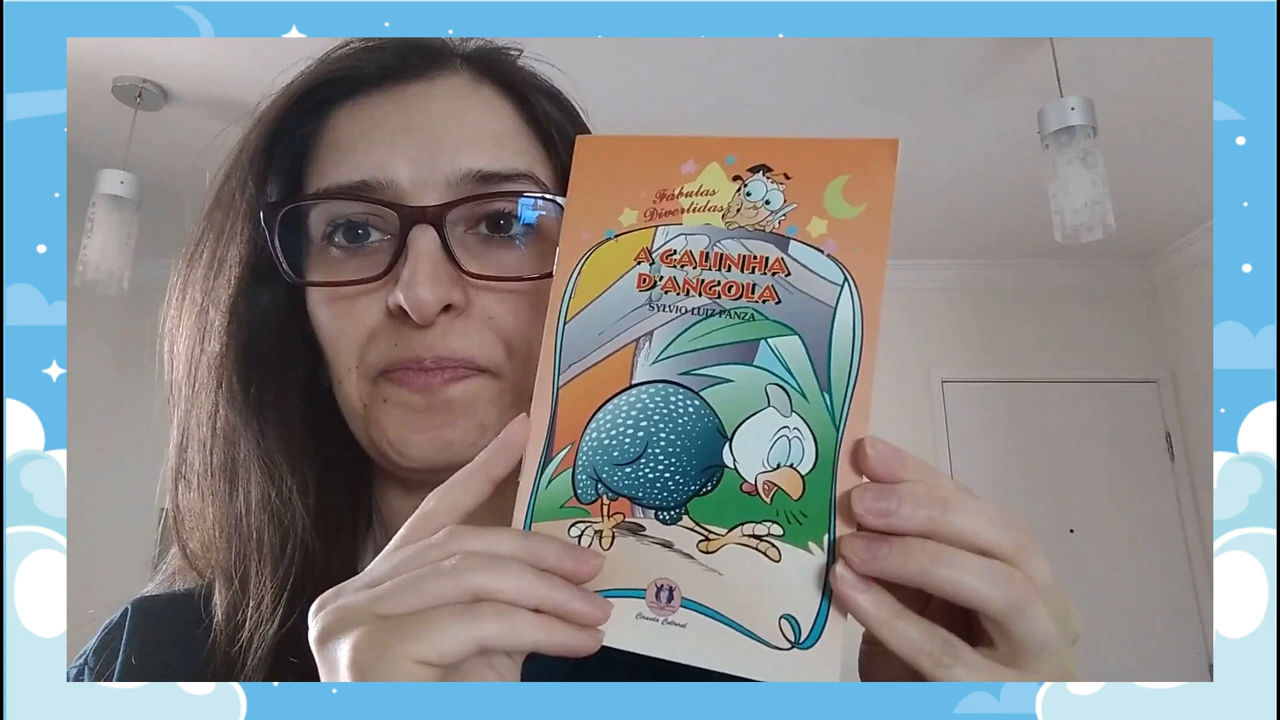 Fábulas
Divertidas
A GALINHA
D'ANGOLA
SYLVIO LUIZ PANZA
Ciranda Cultural